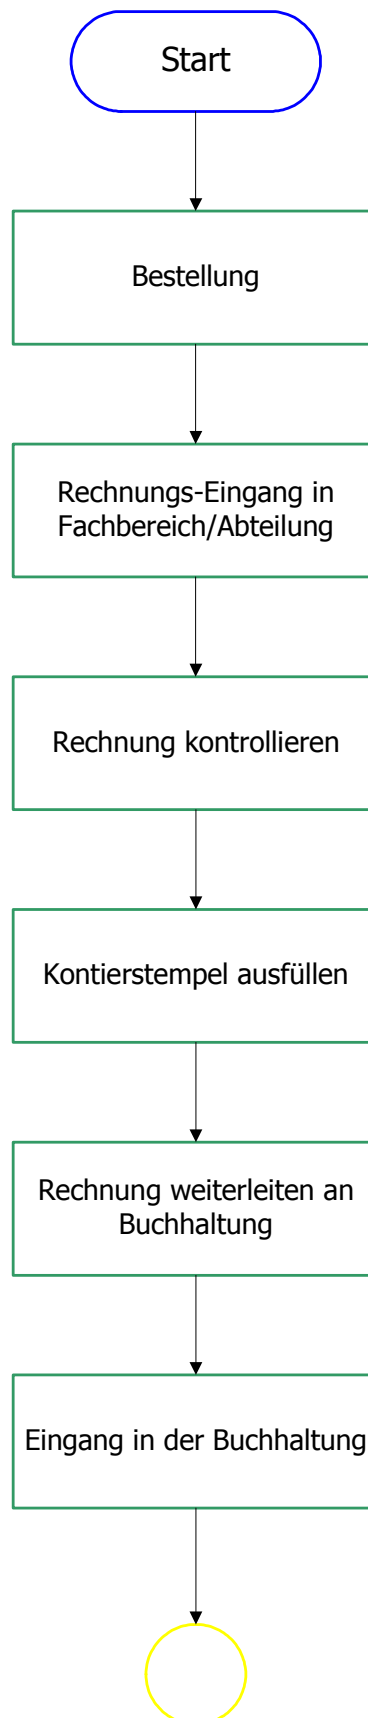 Start
Bestellung
Rechnungs-Eingang in
Fachbereich/Abteilung
Rechnung kontrollieren
Kontierstempel ausfüllen
Rechnung weiterleiten an
Buchhaltung
Eingang in der Buchhaltung